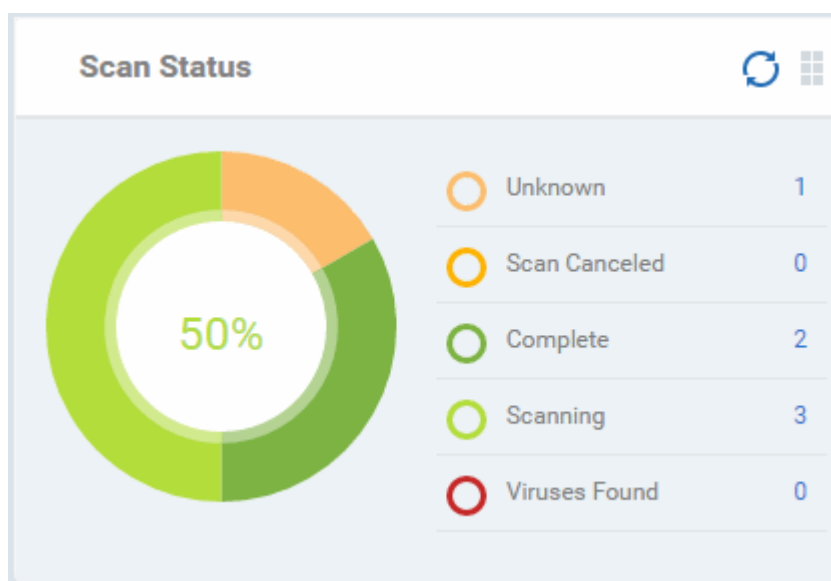 Scan Status
50%
Unknown 1
Scan Canceled 0
Complete 2
Scanning 3
Viruses Found 0